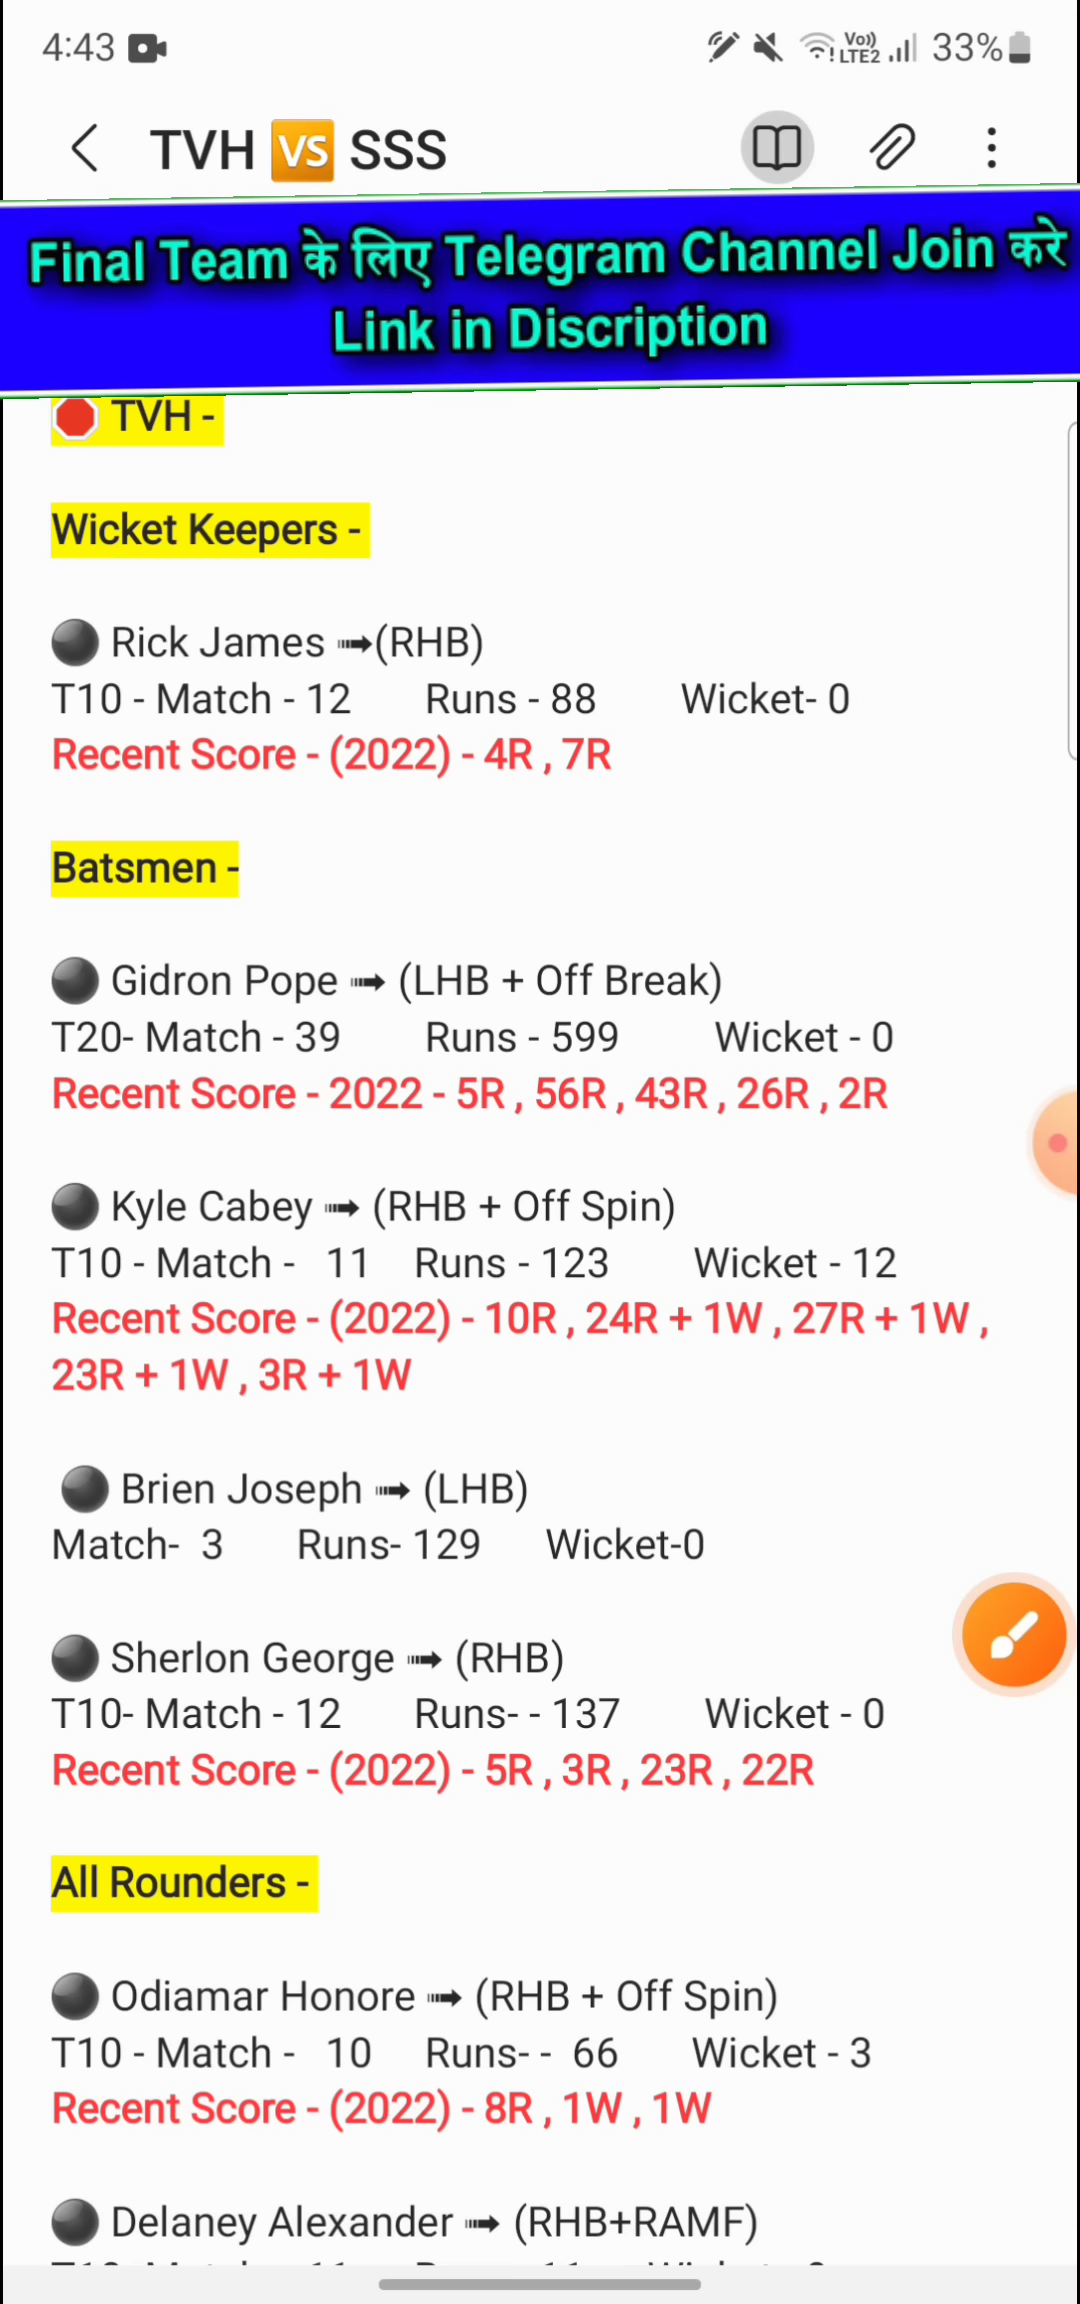 4:43 Vo)) LTE2 33%
TVH VS SSS
Final Team के लिए Telegram Channel Join करे
Link in Discription
TVH -
Wicket Keepers -
Rick James ➟(RHB)
T10 - Match - 12 Runs - 88 Wicket- 0
Recent Score - (2022) - 4R , 7R
Batsmen -
Gidron Pope ➟ (LHB + Off Break)
T20- Match - 39 Runs - 599 Wicket - 0
Recent Score - 2022 - 5R , 56R , 43R , 26R , 2R
Kyle Cabey ➟ (RHB + Off Spin)
T10 - Match - 11 Runs - 123 Wicket - 12
Recent Score - (2022) - 10R , 24R + 1W , 27R + 1W ,
23R + 1W , 3R + 1W
Brien Joseph ➟ (LHB)
Match- 3 Runs- 129 Wicket-0
Sherlon George ➟ (RHB)
T10- Match - 12 Runs- - 137 Wicket - 0
Recent Score - (2022) - 5R , 3R , 23R , 22R
All Rounders -
Odiamar Honore ➟ (RHB + Off Spin)
T10 - Match - 10 Runs- - 66 Wicket - 3
Recent Score - (2022) - 8R , 1W , 1W
Delaney Alexander ➟ (RHB+RAMF)